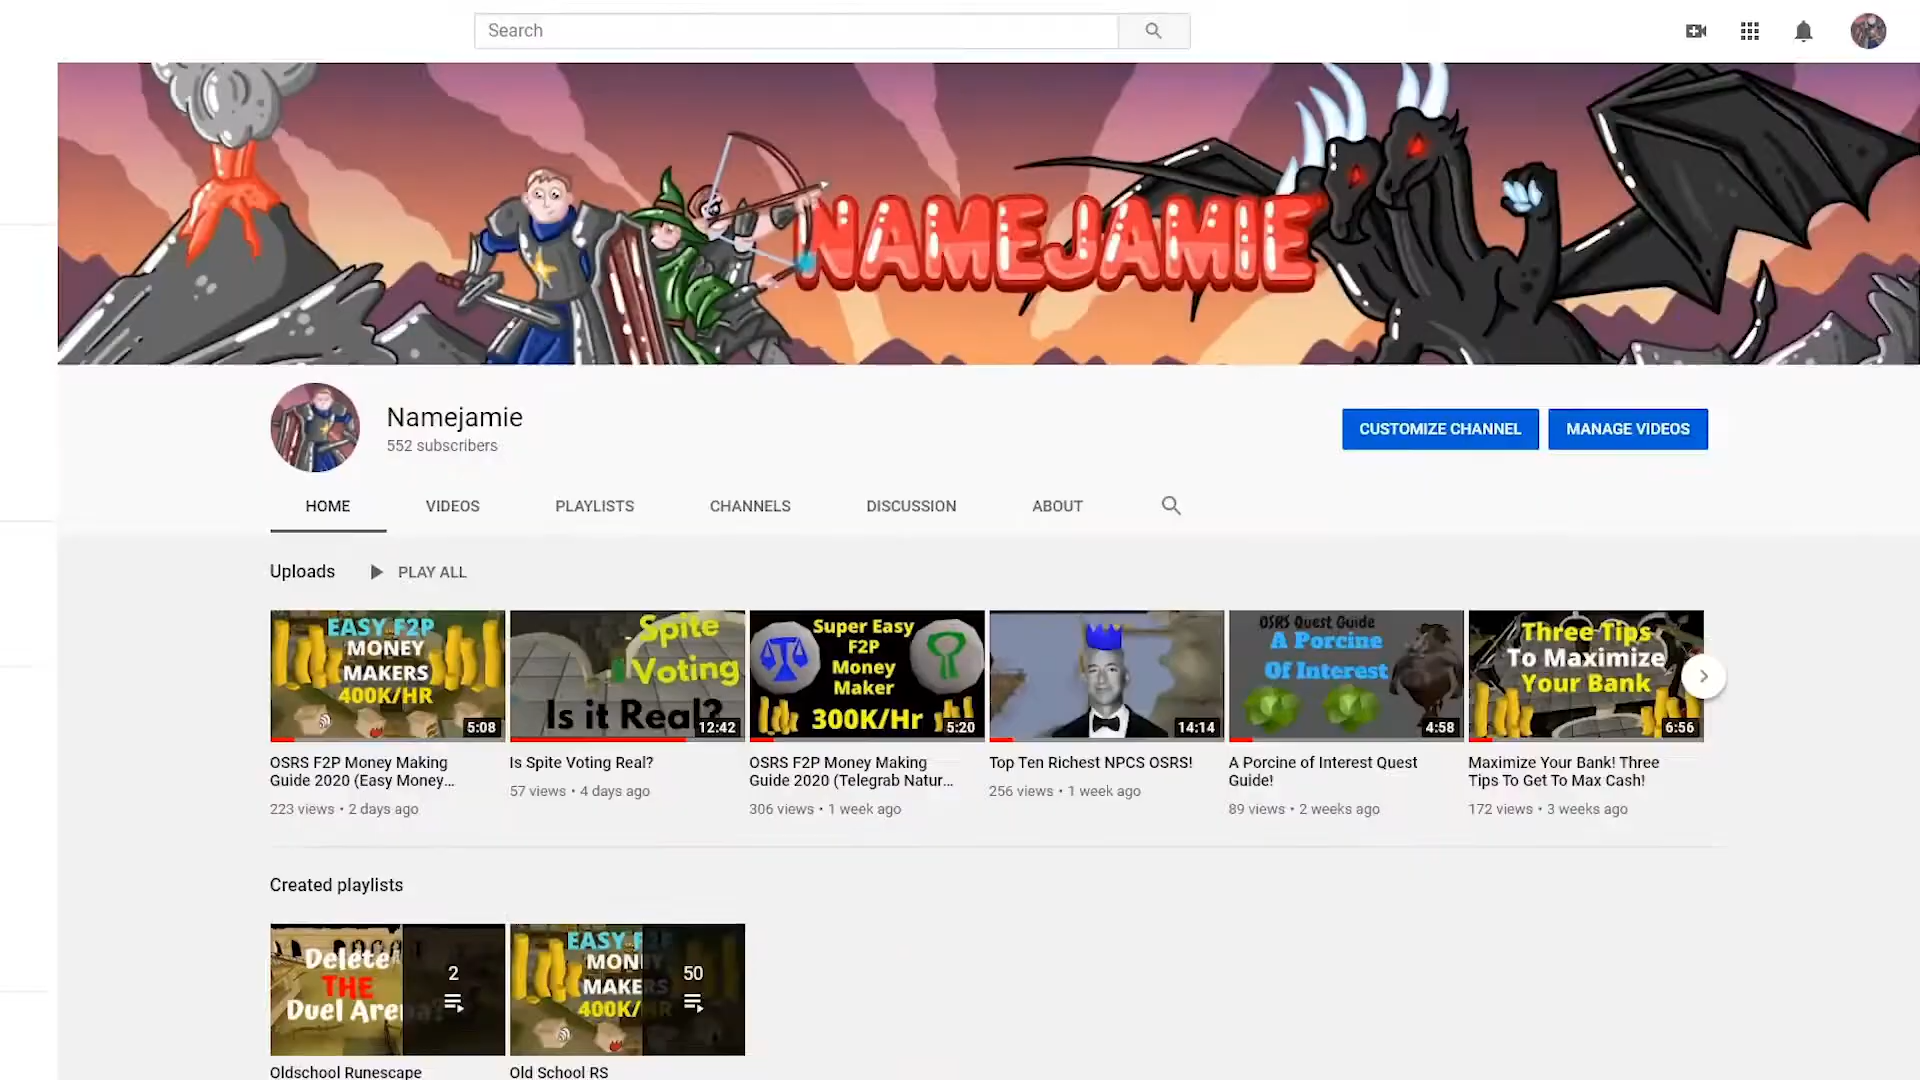 Search
NAMEJAMIE
Namejamie
552 subscribers
CUSTOMIZE CHANNEL
MANAGE VIDEOS
HOME
VIDEOS
PLAYLISTS
CHANNELS
DISCUSSION
ABOUT
Uploads
PLAY ALL
EASY F2P
MONEY
MAKERS
400K/HR
5:08
OSRS F2P Money Making
Guide 2020 (Easy Money...
223 views • 2 days ago
Spite
Voting
Is it Real?
12:42
Is Spite Voting Real?
57 views • 4 days ago
Super Easy
F2P
Money
Maker
300K/Hr
5:20
OSRS F2P Money Making
Guide 2020 (Telegrab Natur...
306 views • 1 week ago
14:14
Top Ten Richest NPCS OSRS!
256 views • 1 week ago
OSRS Quest Guide
A Porcine
Of Interest
4:58
A Porcine of Interest Quest
Guide!
89 views • 2 weeks ago
Three Tips
To Maximize
Your Bank
6:56
Maximize Your Bank! Three
Tips To Get To Max Cash!
172 views • 3 weeks ago
Created playlists
Delete
THE
Duel Arena?
2
Oldschool Runescape
EASY F2P
MONEY
MAKERS
400K/HR
50
Old School RS